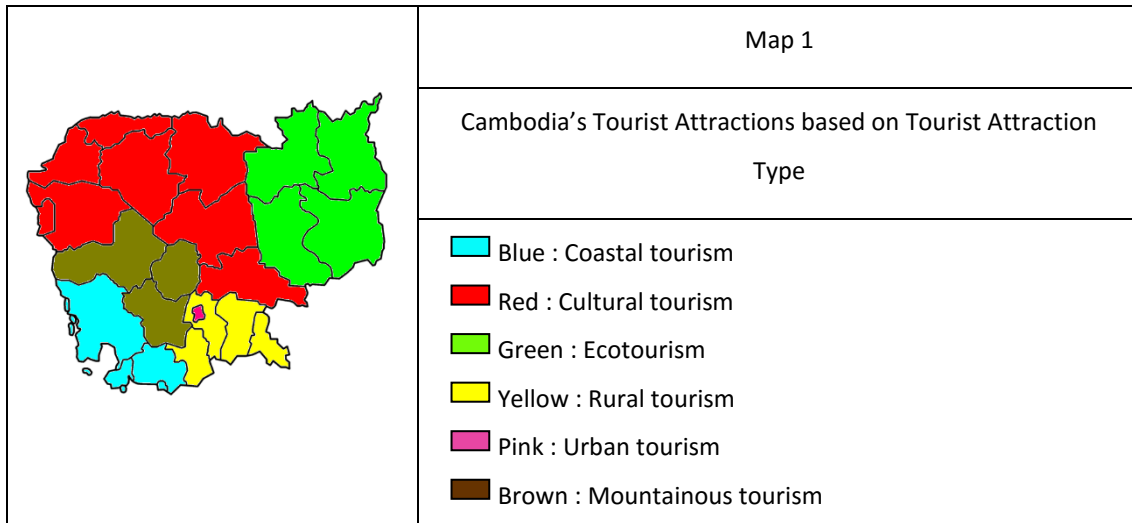 Map 1
Cambodia’s Tourist Attractions based on Tourist Attraction
Type
Blue : Coastal tourism
Red : Cultural tourism
Green : Ecotourism
Yellow : Rural tourism
Pink : Urban tourism
Brown : Mountainous tourism